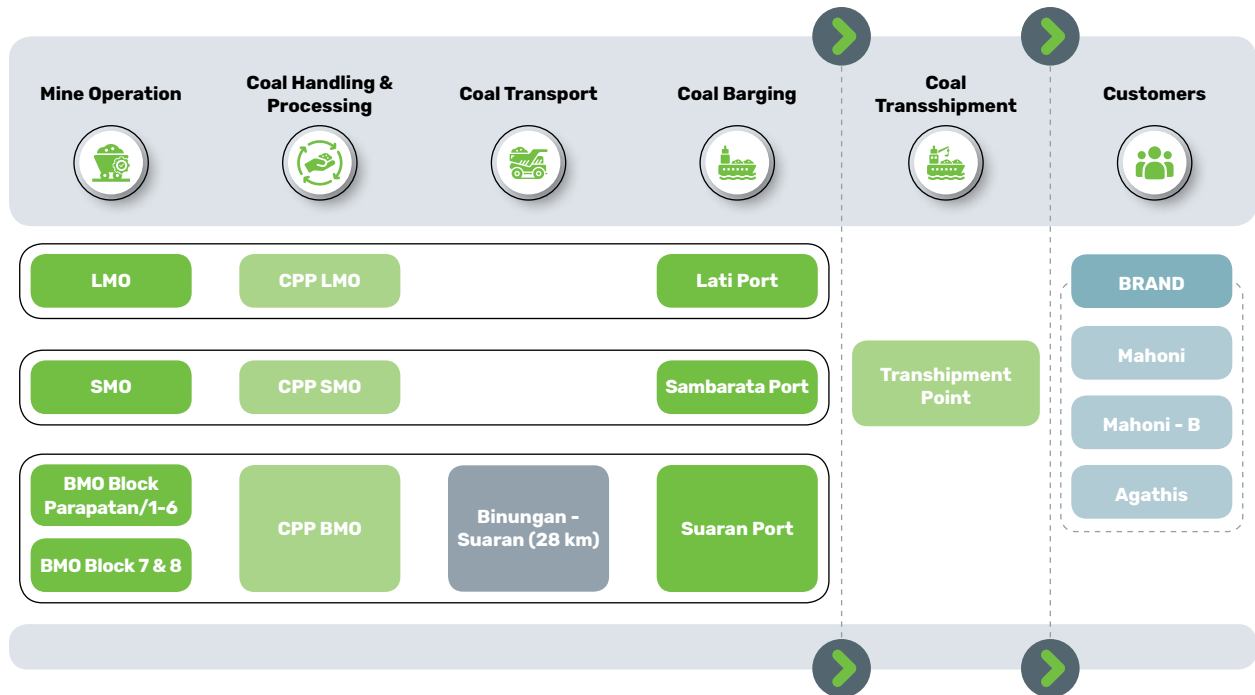 Mine Operation
Coal Handling &
Processing
Coal Transport
Coal Barging
Coal
Transshipment
Customers
LMO
CPP LMO
Lati Port
SMO
CPP SMO
Sambarata Port
BMO Block
Parapatan/1-6
BMO Block 7 & 8
CPP BMO
Binungan -
Suaran (28 km)
Suaran Port
Transhipment
Point
BRAND
Mahoni
Mahoni - B
Agathis